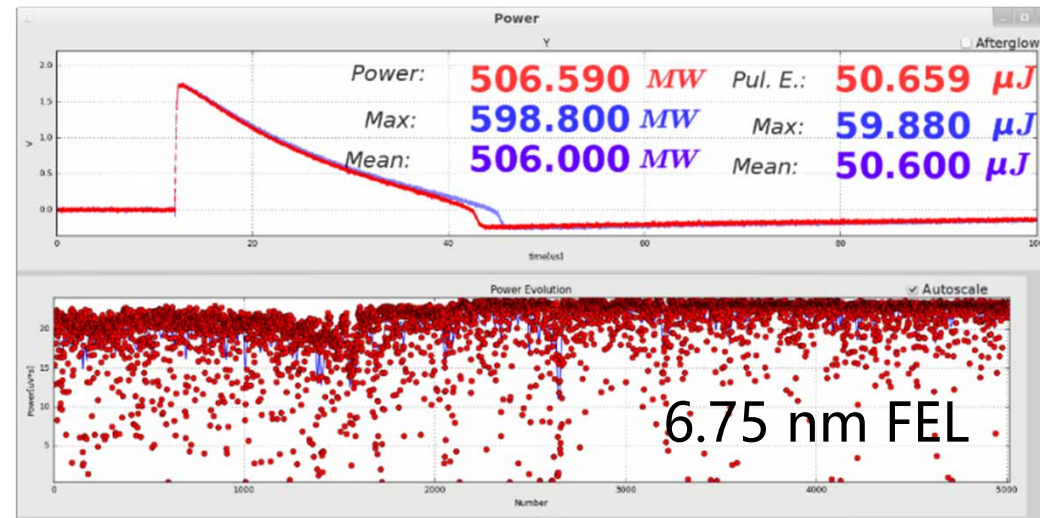 Power
Y
Afterglow
Power: 506.590 MW Pul. E.: 50.659 μJ
Max: 598.800 MW Max: 59.880 μJ
Mean: 506.000 MW Mean: 50.600 μJ
2.0
1.5
1.0
0.5
0.0
V
0 20 40 60 80 100
time[us]
Power Evolution
Autoscale
20
15
10
5
Power[uV*s]
6.75 nm FEL
0 1000 2000 3000 4000 5000
Number